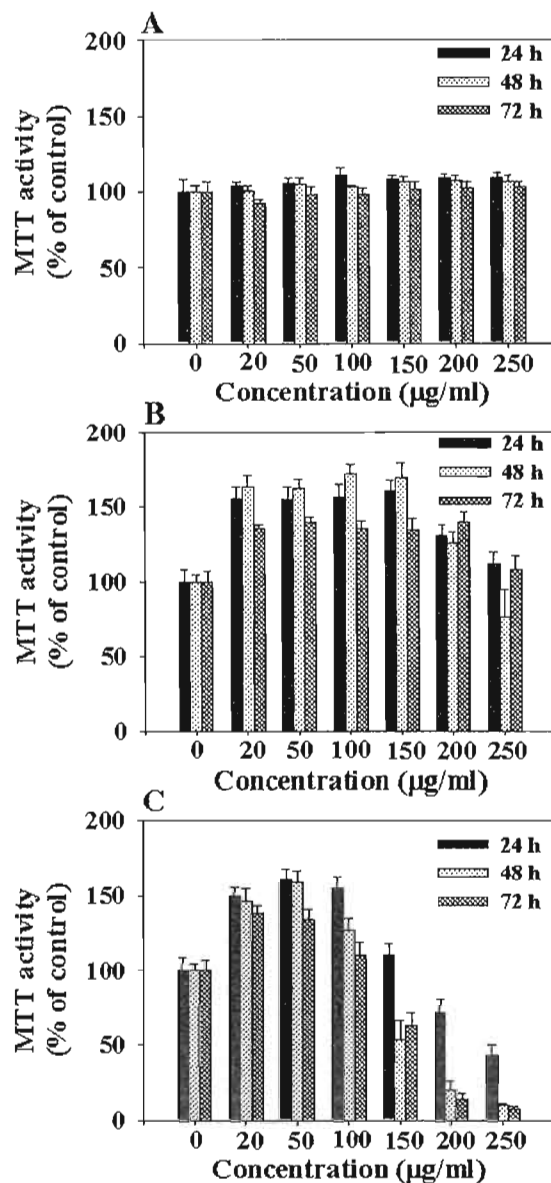 A
200
150
100
50
0
MTT activity
(% of control)
24 h
48 h
72 h
0 20 50 100 150 200 250
Concentration (µg/ml)
B
200
150
100
50
0
MTT activity
(% of control)
24 h
48 h
72 h
0 20 50 100 150 200 250
Concentration (µg/ml)
C
200
150
100
50
0
MTT activity
(% of control)
24 h
48 h
72 h
0 20 50 100 150 200 250
Concentration (µg/ml)